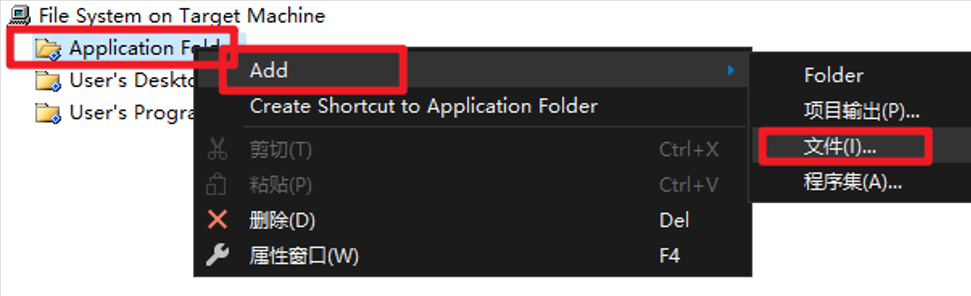 File System on Target Machine
Application Fold
User's Deskto
User's Progra
Add
Create Shortcut to Application Folder
剪切(T) Ctrl+X
粘贴(P) Ctrl+V
删除(D) Del
属性窗口(W) F4
Folder
项目输出(P)...
文件(I)...
程序集(A)...